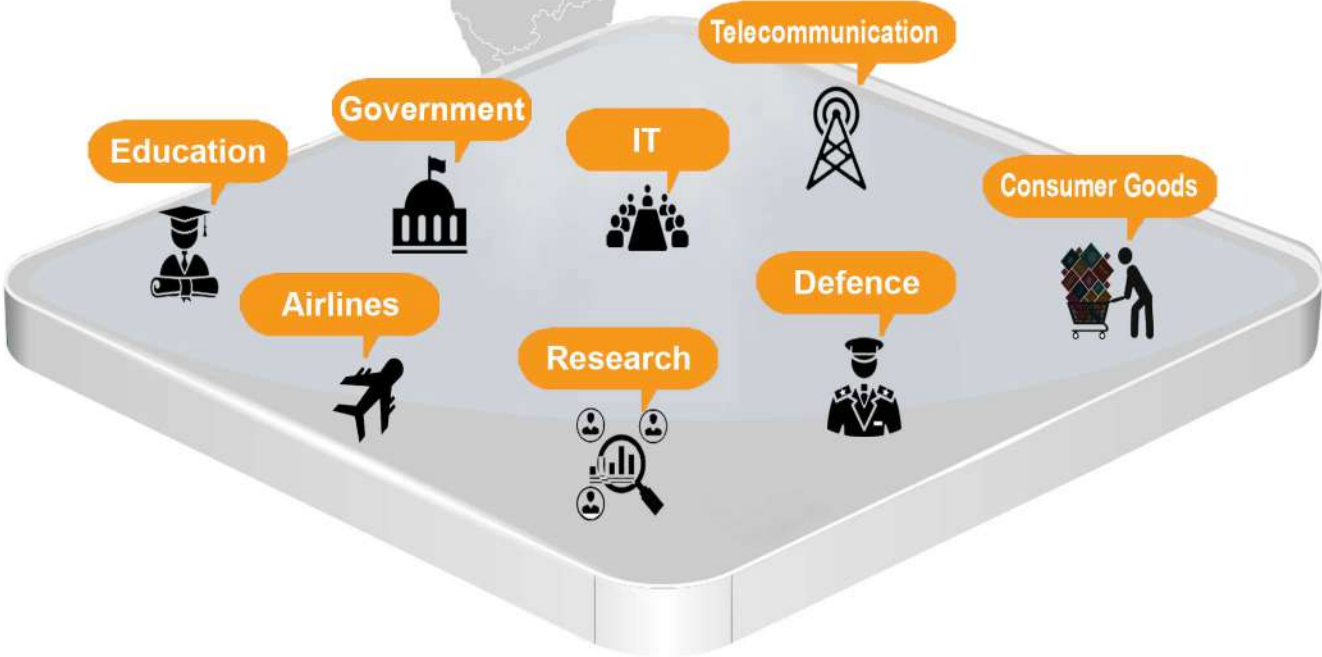 Telecommunication
Government
IT
Education
Consumer Goods
Defence
Airlines
Research